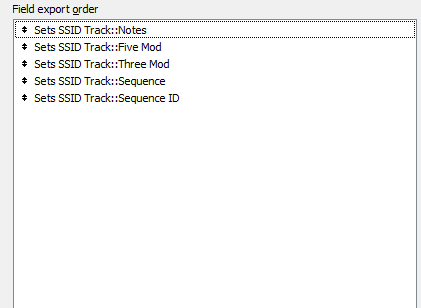 Field export order
Sets SSID Track::Notes
Sets SSID Track::Five Mod
Sets SSID Track::Three Mod
Sets SSID Track::Sequence
Sets SSID Track::Sequence ID